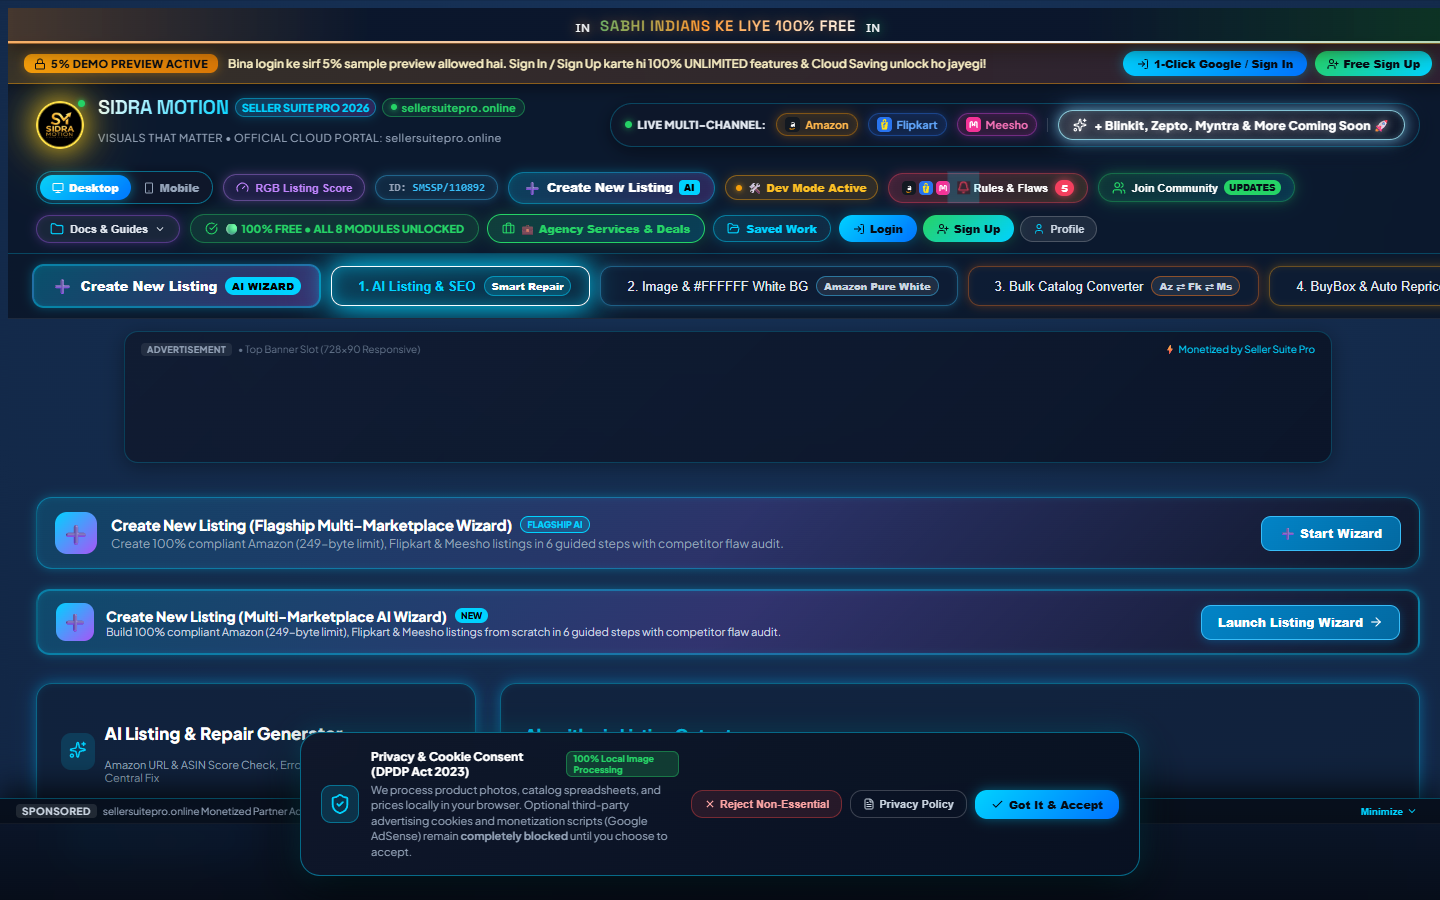 IN SABHI INDIANS KE LIYE 100% FREE IN
5% DEMO PREVIEW ACTIVE Bina login ke sirf 5% sample preview allowed hai. Sign In / Sign Up karte hi 100% UNLIMITED features & Cloud Saving unlock ho jayegi! 1-Click Google / Sign In Free Sign Up
SIDRA MOTION SELLER SUITE PRO 2026 sellersuitepro.online
VISUALS THAT MATTER • OFFICIAL CLOUD PORTAL: sellersuitepro.online
LIVE MULTI-CHANNEL: Amazon Flipkart Meesho + Blinkit, Zepto, Myntra & More Coming Soon
Desktop Mobile RGB Listing Score ID: SMSSP/110892 Create New Listing AI Dev Mode Active Rules & Flaws 5 Join Community UPDATES
Docs & Guides 100% FREE • ALL 8 MODULES UNLOCKED Agency Services & Deals Saved Work Login Sign Up Profile
Create New Listing AI WIZARD 1. AI Listing & SEO Smart Repair 2. Image & #FFFFFF White BG Amazon Pure White 3. Bulk Catalog Converter Az ⇄ Fk ⇄ Ms 4. BuyBox & Auto Repric
ADVERTISEMENT • Top Banner Slot (728×90 Responsive) Monetized by Seller Suite Pro
Create New Listing (Flagship Multi-Marketplace Wizard) FLAGSHIP AI
Create 100% compliant Amazon (249-byte limit), Flipkart & Meesho listings in 6 guided steps with competitor flaw audit.
Start Wizard
Create New Listing (Multi-Marketplace AI Wizard) NEW
Build 100% compliant Amazon (249-byte limit), Flipkart & Meesho listings from scratch in 6 guided steps with competitor flaw audit.
Launch Listing Wizard →
AI Listing & Repair Generator
Amazon URL & ASIN Score Check,
Central Fix
Privacy & Cookie Consent
(DPDP Act 2023)
100% Local Image
Processing
We process product photos, catalog spreadsheets, and
prices locally in your browser. Optional third-party
advertising cookies and monetization scripts (Google
AdSense) remain completely blocked until you choose to
accept.
Reject Non-Essential Privacy Policy Got It & Accept
SPONSORED sellersuitepro.online Monetized Partner
Minimize